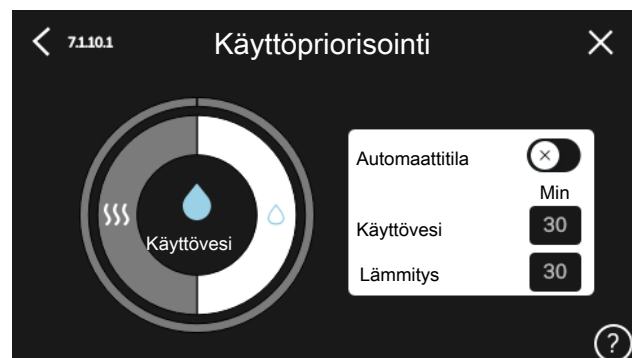 7.1.10.1 Käyttöpriorisointi
Käyttövesi
Automaattitila
Min
Käyttövesi 30
Lämmitys 30
?